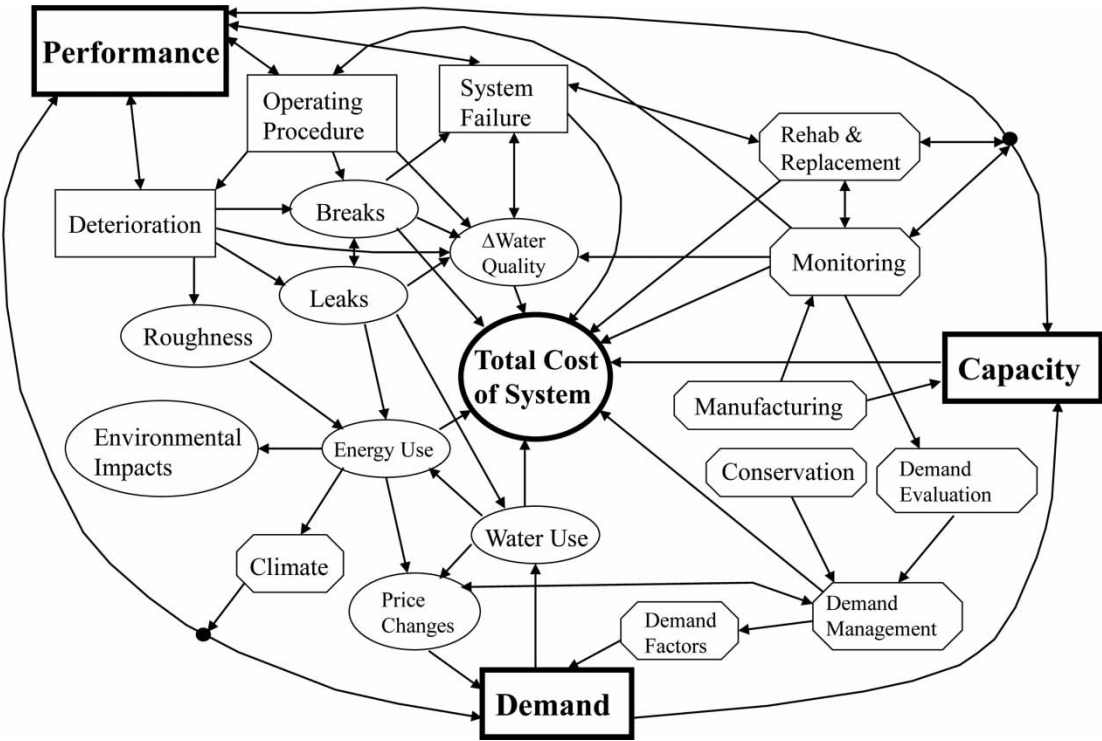 Performance
Operating
Procedure
System
Failure
Rehab &
Replacement
Deterioration
Breaks
ΔWater
Quality
Monitoring
Leaks
Roughness
Total Cost
of System
Capacity
Manufacturing
Environmental
Impacts
Energy Use
Conservation
Demand
Evaluation
Water Use
Climate
Price
Changes
Demand
Factors
Demand
Management
Demand